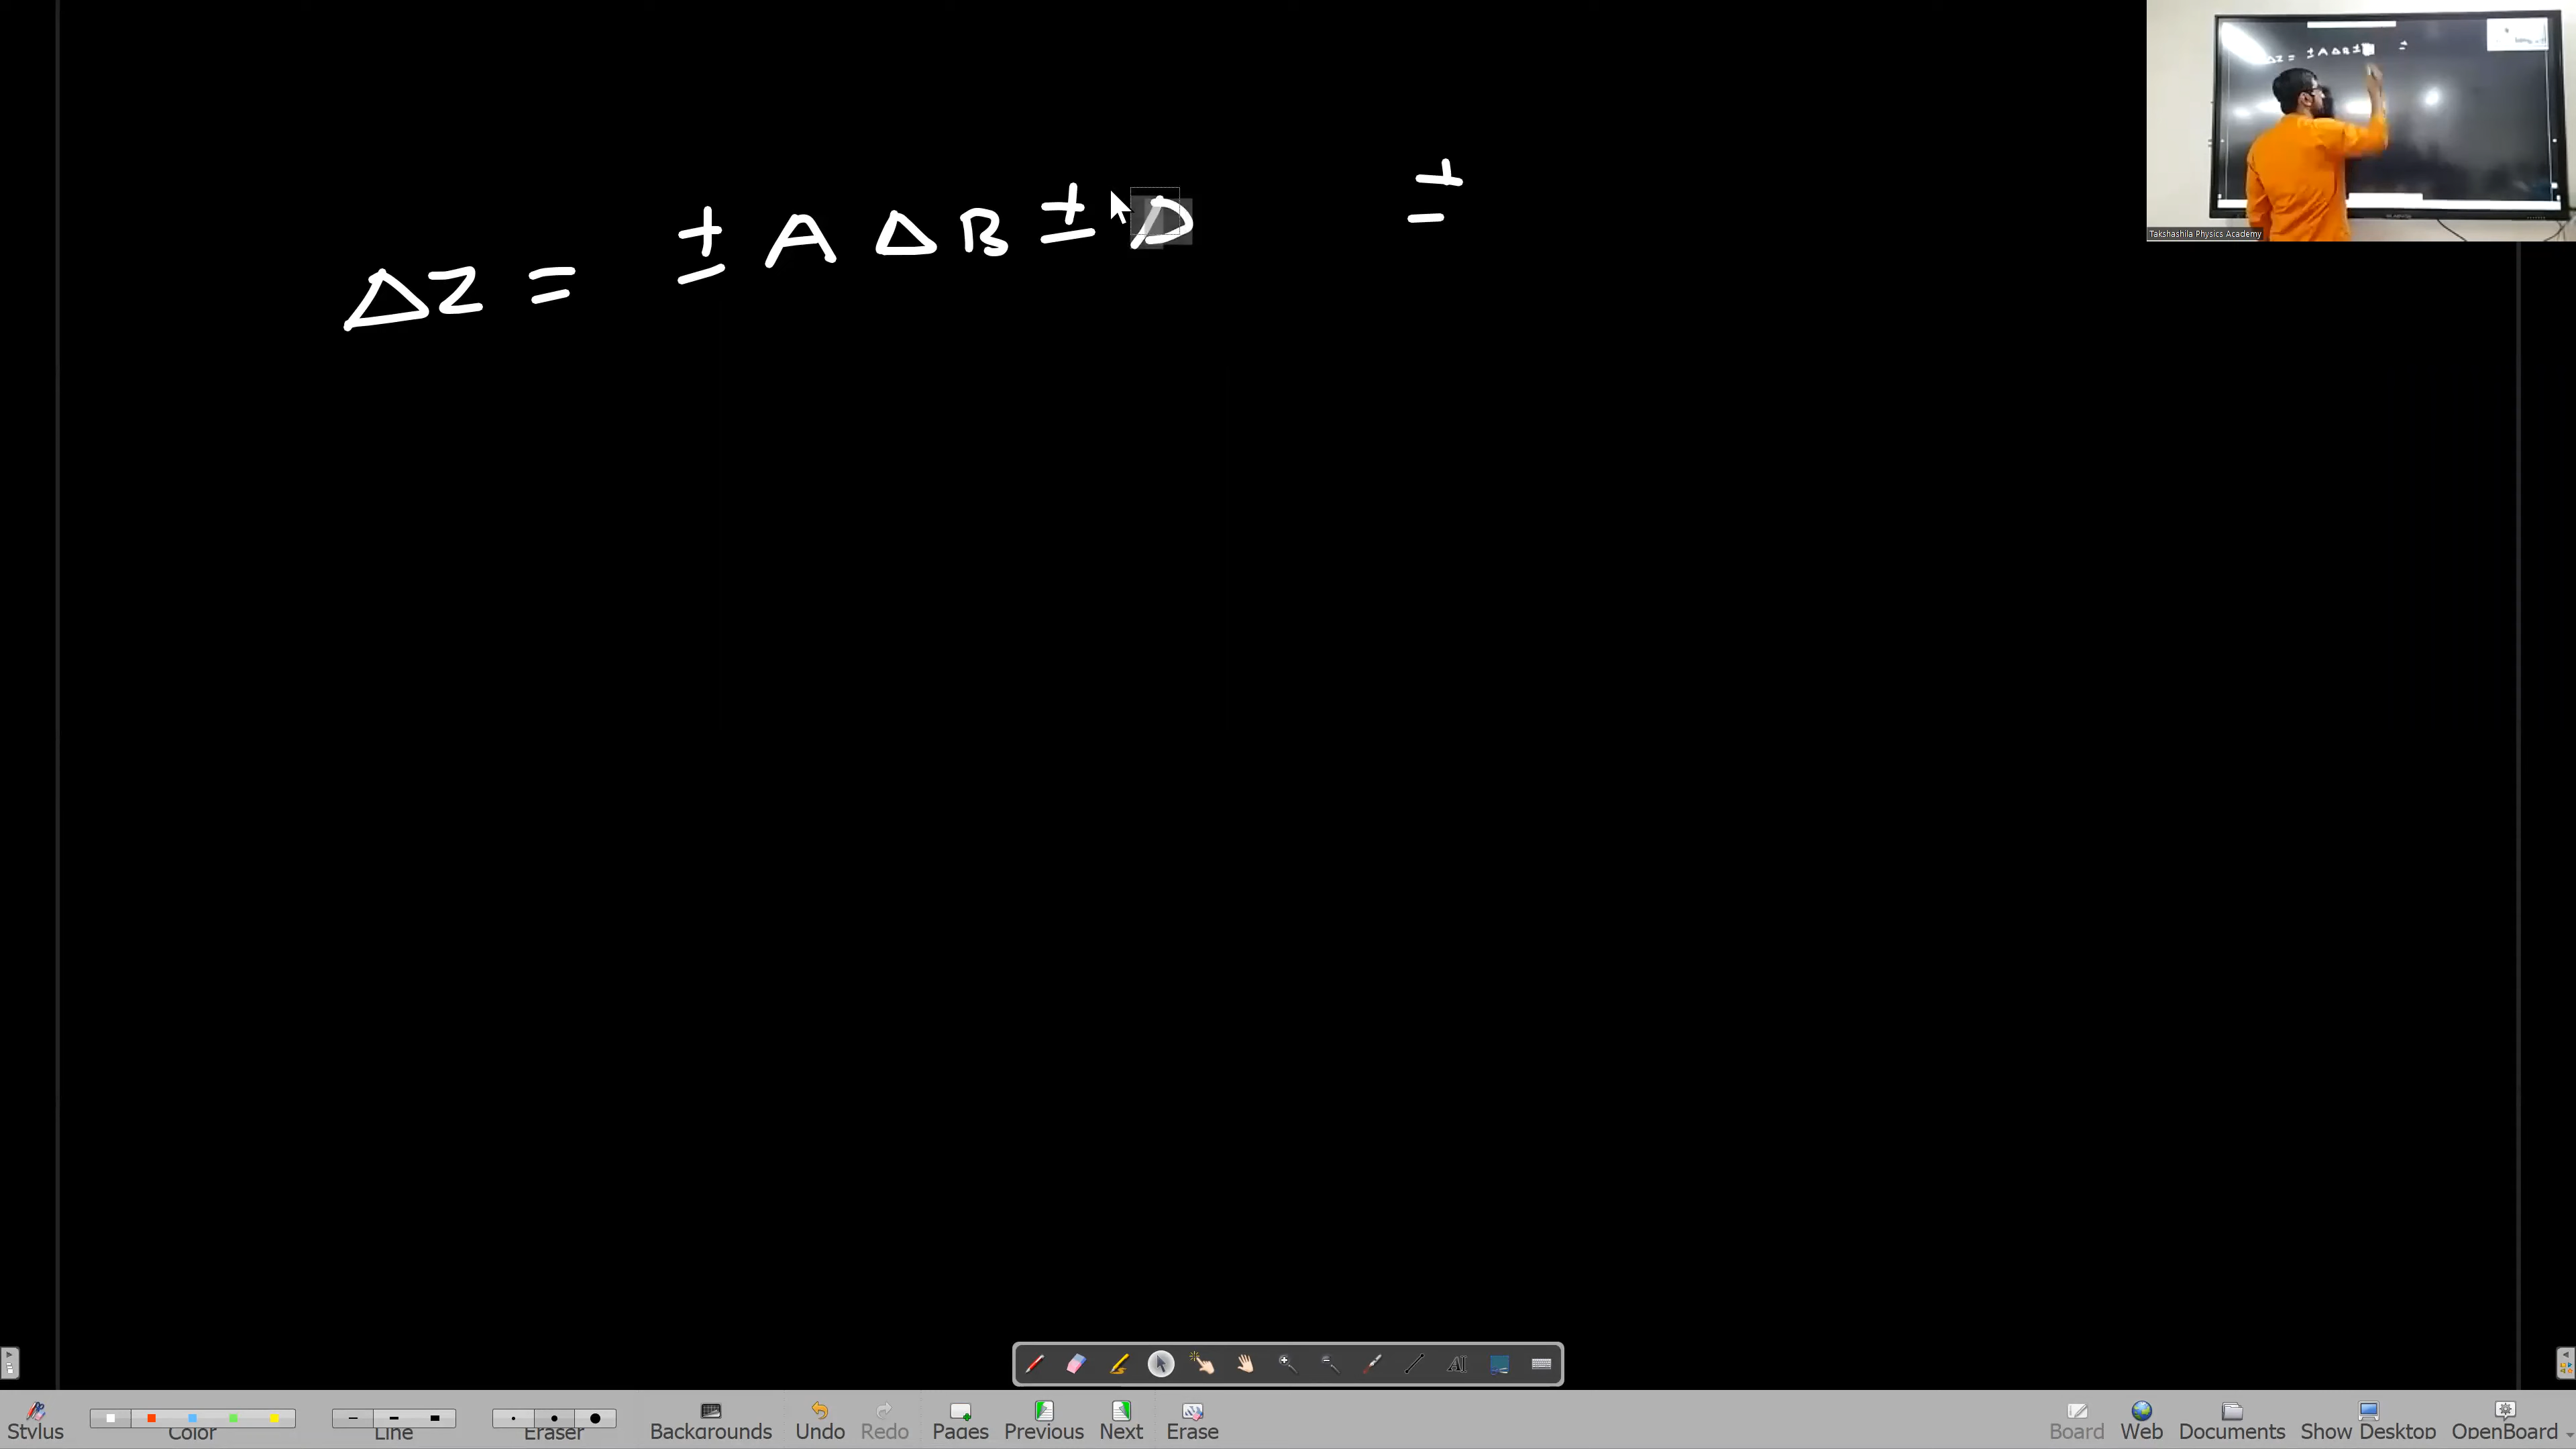 ΔZ = ± A Δ B ± Δ ±
Takshashila Physics Academy
Stylus Color Line Eraser Backgrounds Undo Redo Pages Previous Next Erase Board Web Documents Show Desktop OpenBoard